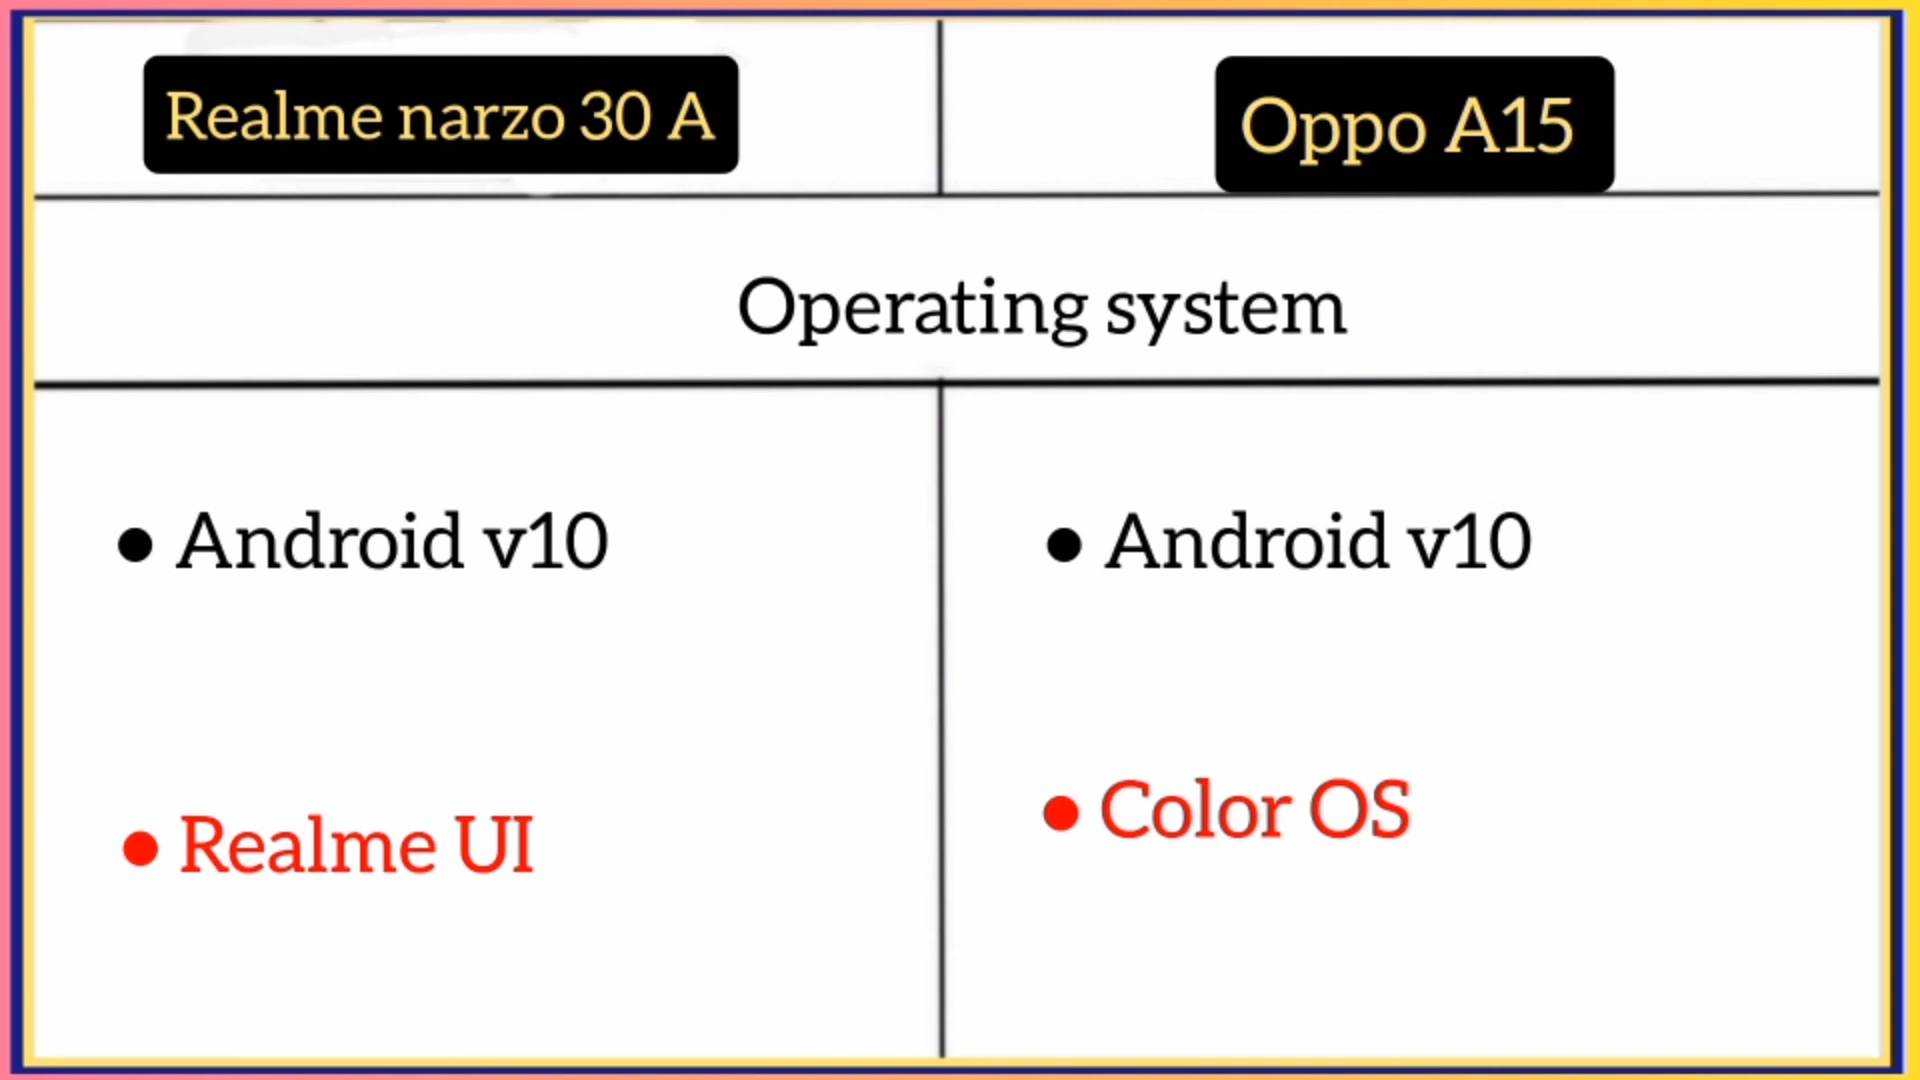 Realme narzo 30 A
Oppo A15
Operating system
• Android v10
• Android v10
• Realme UI
• Color OS